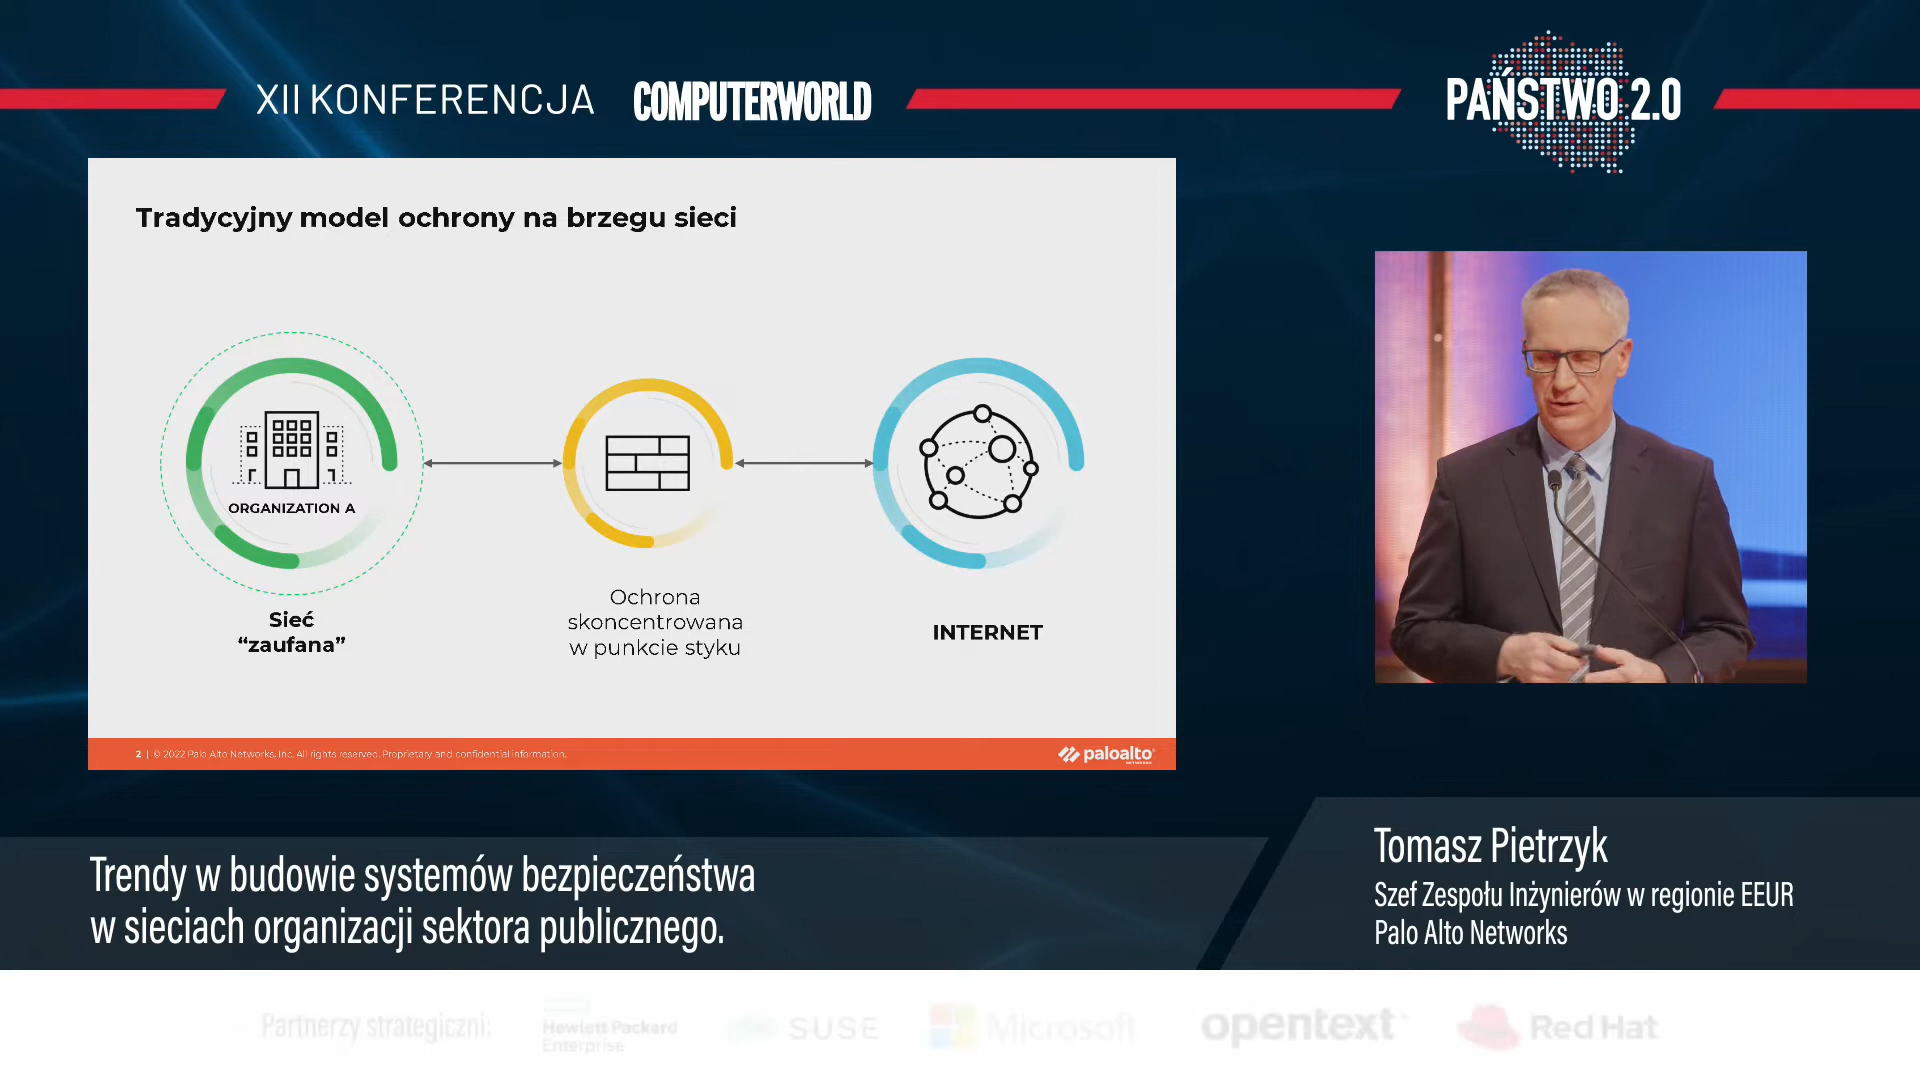 XII KONFERENCJA COMPUTERWORLD
PAŃSTWO 2.0
Tradycyjny model ochrony na brzegu sieci
ORGANIZATION A
Sieć
“zaufana”
Ochrona
skoncentrowana
w punkcie styku
INTERNET
2 | © 2022 Palo Alto Networks, Inc. All rights reserved. Proprietary and confidential information.
paloalto
NETWORKS
Trendy w budowie systemów bezpieczeństwa
w sieciach organizacji sektora publicznego.
Tomasz Pietrzyk
Szef Zespołu Inżynierów w regionie EEUR
Palo Alto Networks
Partnerzy strategiczni:
Hewlett Packard
Enterprise
SUSE
Microsoft
opentext
Red Hat